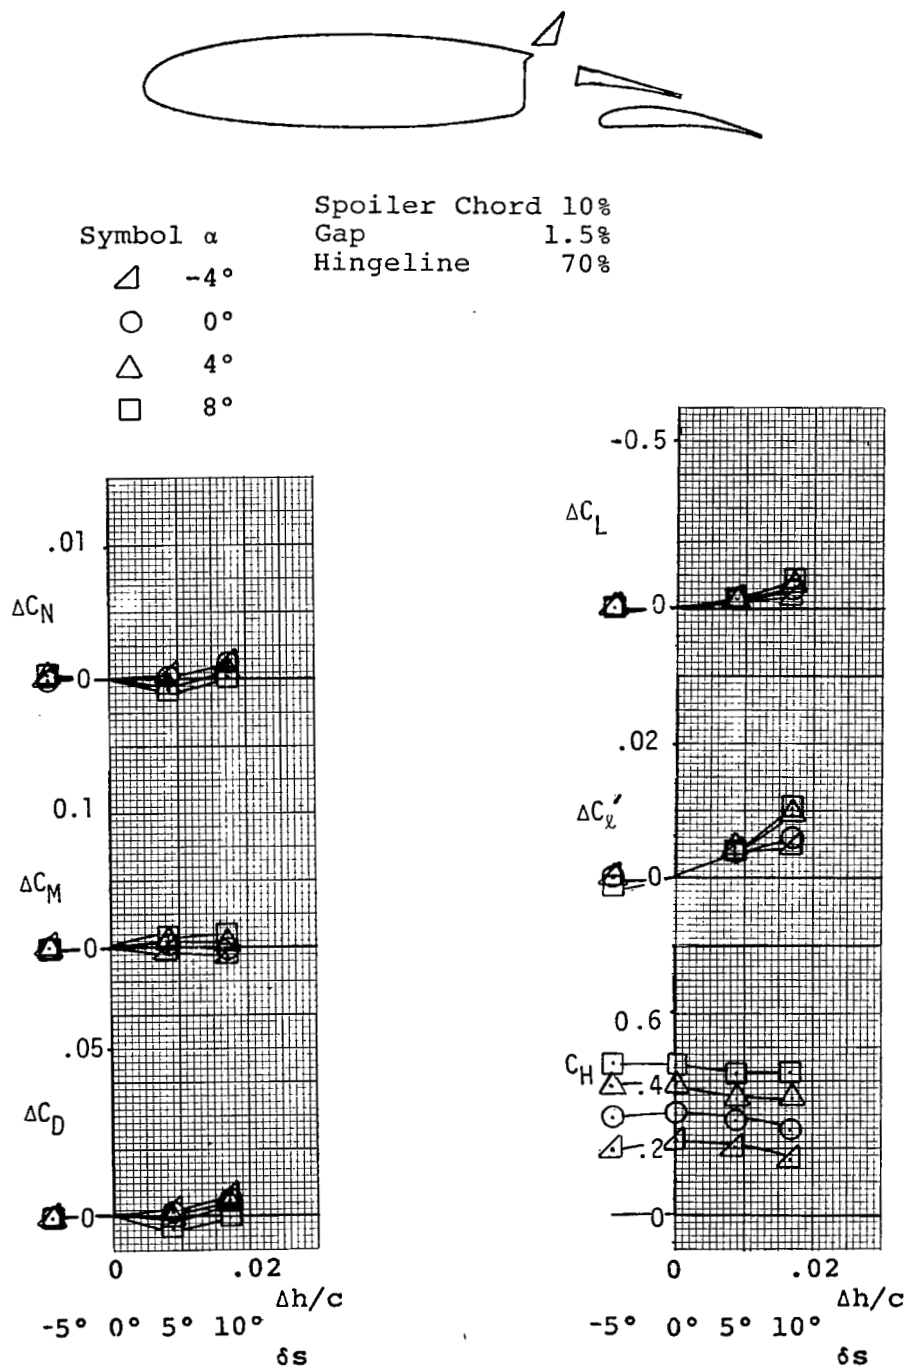 Spoiler Chord 10%
Symbol α
Gap 1.5%
Hingeline 70%
-4°
0°
4°
8°
.01
ΔC_N
0
0.1
ΔC_M
0
.05
ΔC_D
0
0 .02
Δh/c
-5° 0° 5° 10°
δs
-0.5
ΔC_L
0
.02
ΔC_ℓ′
0
0.6
C_H
.4
.2
0
0 .02
Δh/c
-5° 0° 5° 10°
δs